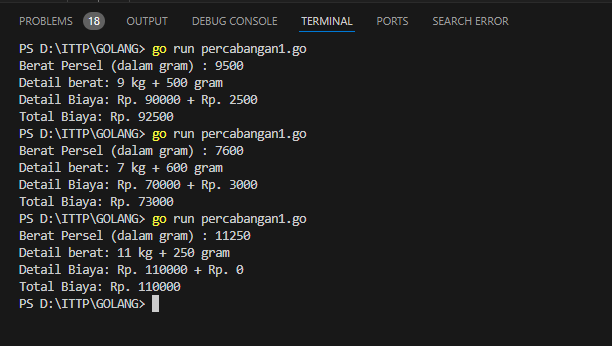 PROBLEMS 18 OUTPUT DEBUG CONSOLE TERMINAL PORTS SEARCH ERROR
PS D:\ITTP\GOLANG> go run percabangan1.go
Berat Persel (dalam gram) : 9500
Detail berat: 9 kg + 500 gram
Detail Biaya: Rp. 90000 + Rp. 2500
Total Biaya: Rp. 92500
PS D:\ITTP\GOLANG> go run percabangan1.go
Berat Persel (dalam gram) : 7600
Detail berat: 7 kg + 600 gram
Detail Biaya: Rp. 70000 + Rp. 3000
Total Biaya: Rp. 73000
PS D:\ITTP\GOLANG> go run percabangan1.go
Berat Persel (dalam gram) : 11250
Detail berat: 11 kg + 250 gram
Detail Biaya: Rp. 110000 + Rp. 0
Total Biaya: Rp. 110000
PS D:\ITTP\GOLANG>